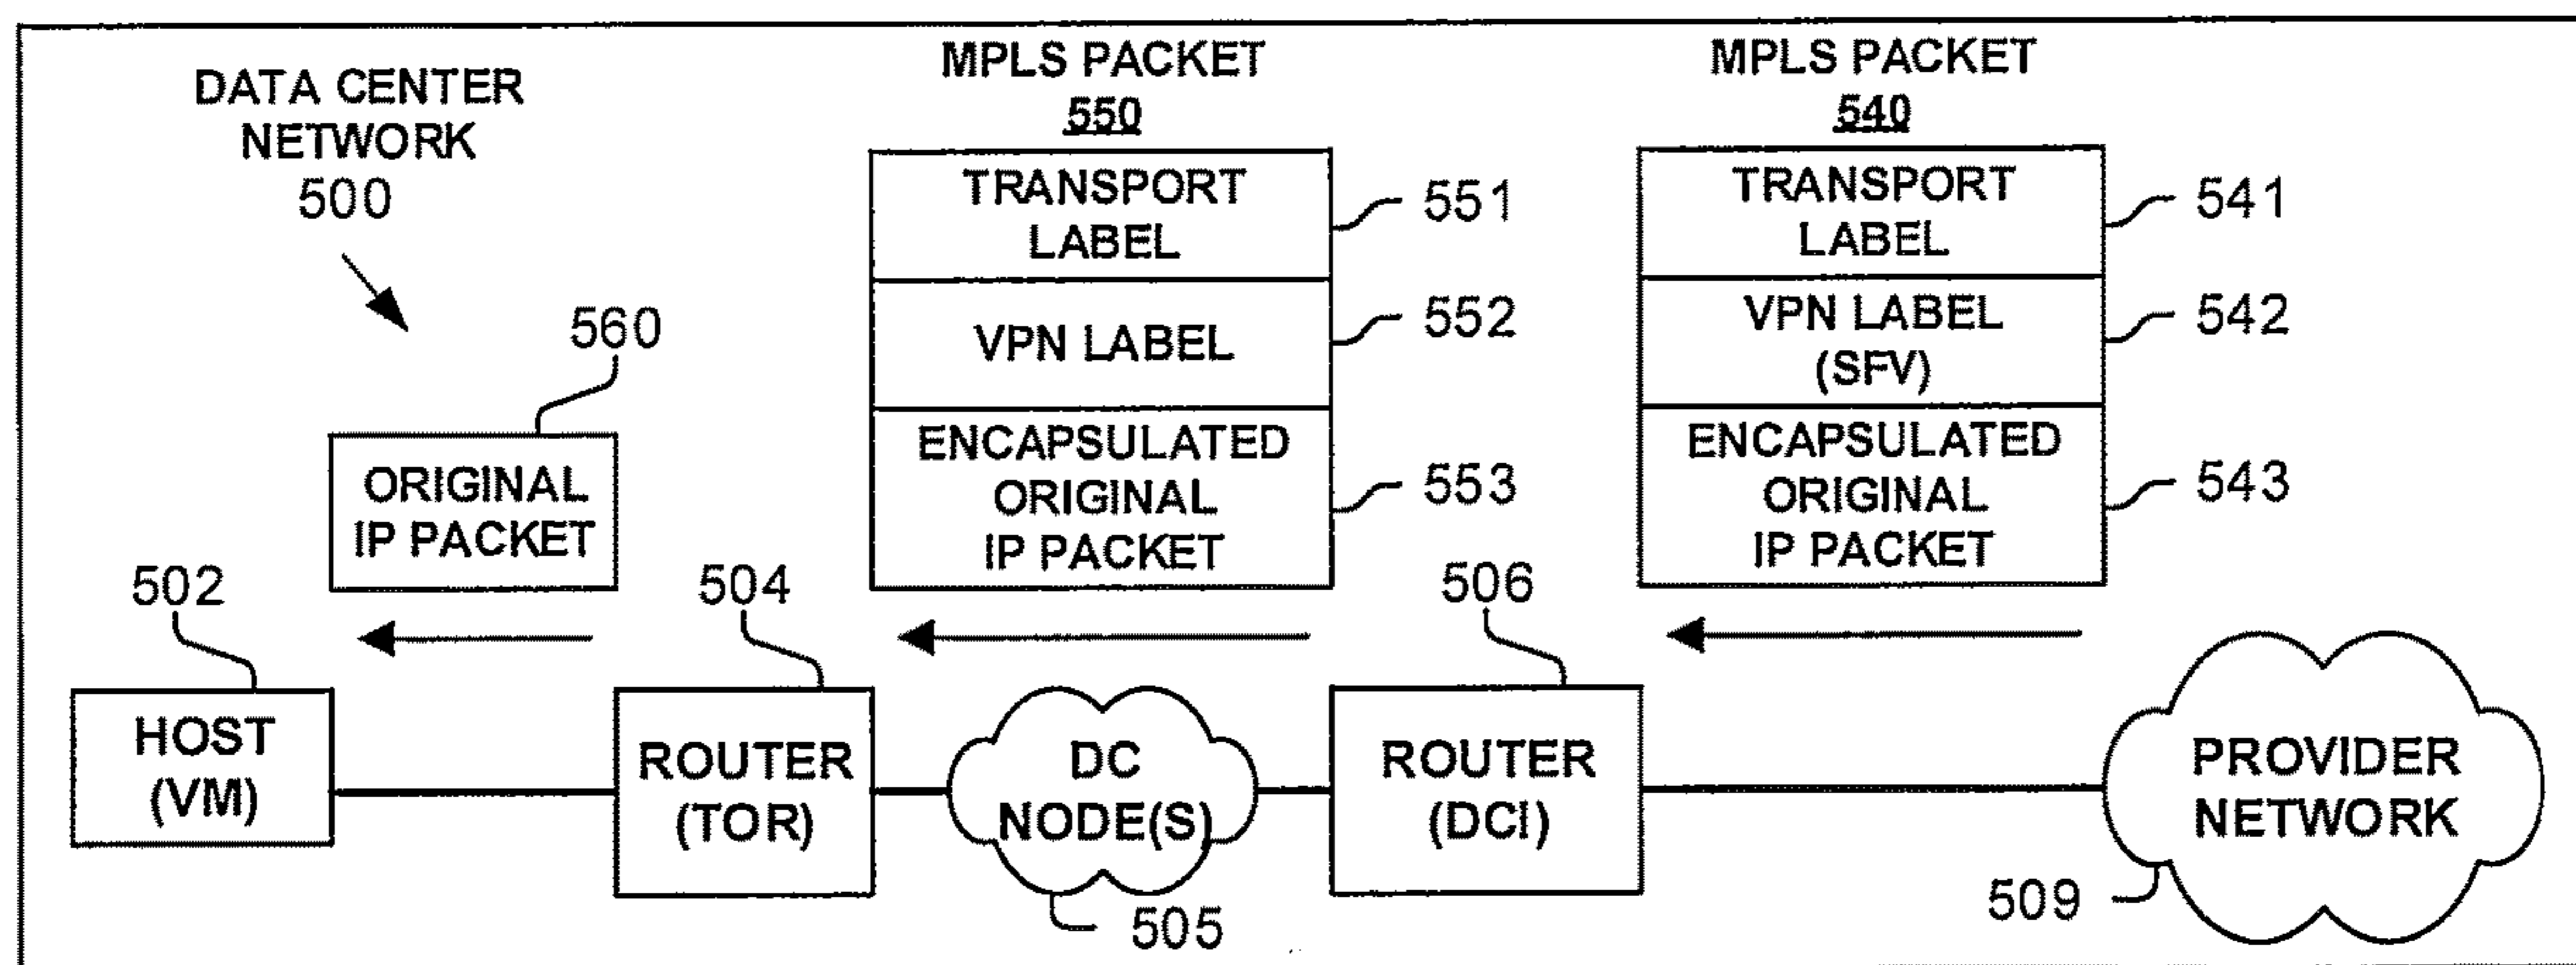 DATA CENTER
NETWORK
500
MPLS PACKET
550
TRANSPORT
LABEL
551
VPN LABEL
552
ENCAPSULATED
ORIGINAL
IP PACKET
553
MPLS PACKET
540
TRANSPORT
LABEL
541
VPN LABEL
(SFV)
542
ENCAPSULATED
ORIGINAL
IP PACKET
543
560
ORIGINAL
IP PACKET
502
HOST
(VM)
504
ROUTER
(TOR)
DC
NODE(S)
505
506
ROUTER
(DCI)
PROVIDER
NETWORK
509